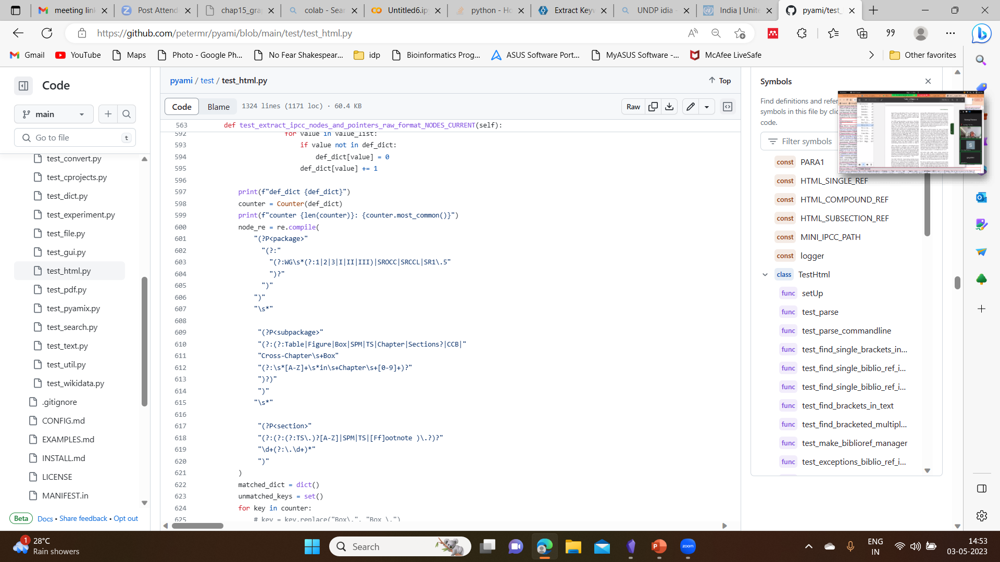 meeting link
Post Attend
chap15_gra
colab - Sear
Untitled6.ip
python - Ho
Extract Keyw
UNDP idia -
India | Unite
pyami/test_
https://github.com/petermr/pyami/blob/main/test/test_html.py
Gmail
YouTube
Maps
Photo - Google Ph...
No Fear Shakespear...
idp
Bioinformatics Prog...
ASUS Software Port...
MyASUS Software -...
McAfee LiveSafe
Other favorites
Code
main
Go to file
t
test_convert.py
test_cprojects.py
test_dict.py
test_experiment.py
test_file.py
test_gui.py
test_html.py
test_pdf.py
test_pyamix.py
test_search.py
test_text.py
test_util.py
test_wikidata.py
.gitignore
CONFIG.md
EXAMPLES.md
INSTALL.md
LICENSE
MANIFEST.in
Beta Docs • Share feedback • Opt out
pyami / test / test_html.py
Top
Code Blame 1324 lines (1171 loc) · 60.4 KB
Raw
563 def test_extract_ipcc_nodes_and_pointers_raw_format_NODES_CURRENT(self):
592 for value in value_list:
593 if value not in def_dict:
594 def_dict[value] = 0
595 def_dict[value] += 1
596
597 print(f"def_dict {def_dict}")
598 counter = Counter(def_dict)
599 print(f"counter {len(counter)}: {counter.most_common()}")
600 node_re = re.compile(
601 "(?P<package>"
602 "(?:"
603 "(?:WG\s*(?:1|2|3|I|II|III)|SROCC|SRCCL|SR1\.5"
604 ")?"
605 ")"
606 ")"
607 "\s*"
608
609 "(?P<subpackage>"
610 "(?:(?:Table|Figure|Box|SPM|TS|Chapter|Sections?|CCB|"
611 "Cross-Chapter\s+Box"
612 "(?:\s*[A-Z]+\s*in\s+Chapter\s+[0-9]+)?"
613 ")?)"
614 ")"
615 "\s*"
616
617 "(?P<section>"
618 "(?:(?:(?:TS\.)?[A-Z]|SPM|TS|[Ff]ootnote )\.?)?"
619 "\d+(?:\.\d+)*"
620 ")"
621 )
622 matched_dict = dict()
623 unmatched_keys = set()
624 for key in counter:
625 # key = key.replace("Box\.", "Box \.")
Symbols
Find definitions and refer
symbols in this file by clic
code.
Filter symbols
const PARA1
const HTML_SINGLE_REF
const HTML_COMPOUND_REF
const HTML_SUBSECTION_REF
const MINI_IPCC_PATH
const logger
class TestHtml
func setUp
func test_parse
func test_parse_commandline
func test_find_single_brackets_in...
func test_find_single_biblio_ref_i...
func test_find_single_biblio_ref_i...
func test_find_brackets_in_text
func test_find_bracketed_multipl...
func test_make_biblioref_manager
func test_exceptions_biblio_ref_i...
1
28°C
Rain showers
Search
zoom
ENG
IN
14:53
03-05-2023